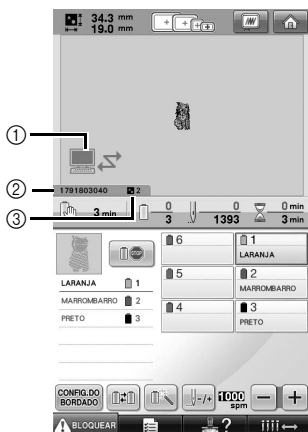 34.3 mm
19.0 mm
①
② 1791803040 2
③
3 min 0 3 0 1393 0 min 3 min
STOP
LARANJA 1
MARROMBARRO 2
PRETO 3
6 1 LARANJA
5 2 MARROMBARRO
4 3 PRETO
CONFIG.DO BORDADO -/+ 1000 spm − +
BLOQUEAR ?